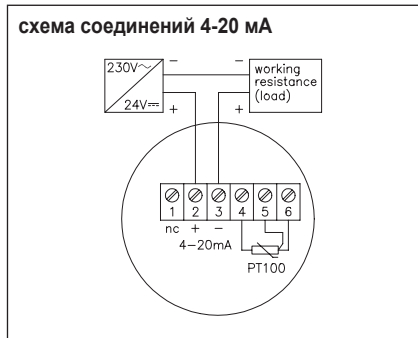 схема соединений 4-20 мА
230V~
24V⎓
−
+
−
+
working
resistance
(load)
1 2 3 4 5 6
nc + −
4−20mA
PT100